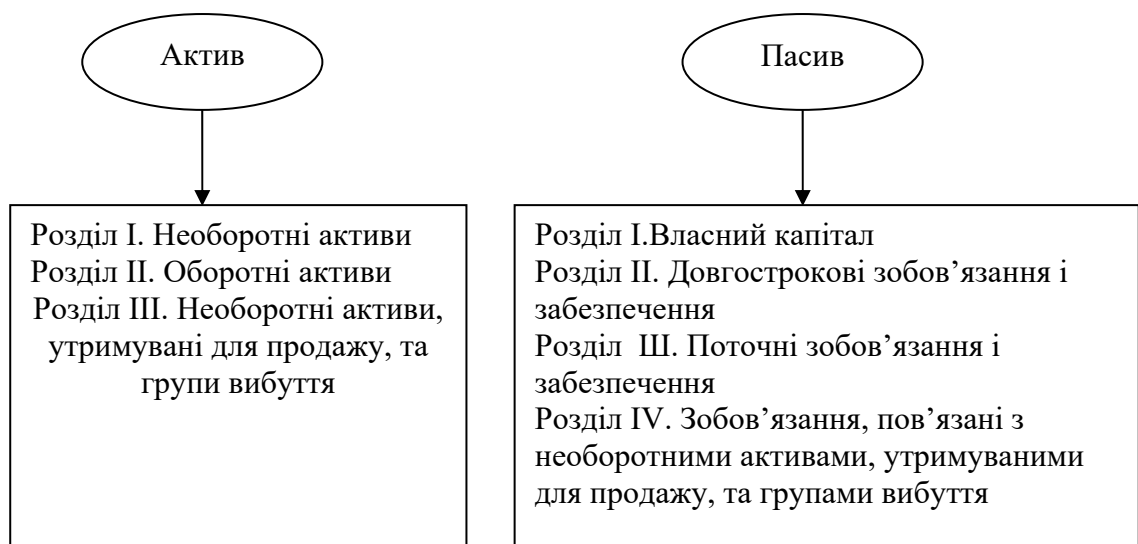 Актив
Пасив
Розділ І. Необоротні активи
Розділ ІІ. Оборотні активи
Розділ ІІІ. Необоротні активи,
утримувані для продажу, та
групи вибуття
Розділ І.Власний капітал
Розділ ІІ. Довгострокові зобов’язання і
забезпечення
Розділ Ш. Поточні зобов’язання і
забезпечення
Розділ IV. Зобов’язання, пов’язані з
необоротними активами, утримуваними
для продажу, та групами вибуття